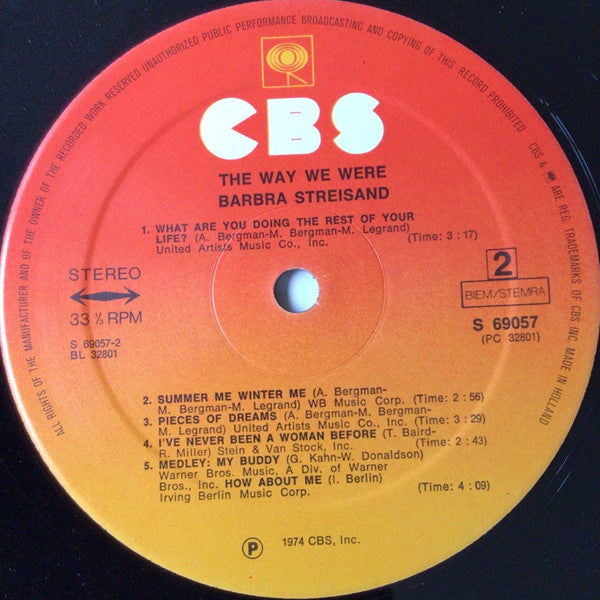 ALL RIGHTS OF THE MANUFACTURER AND OF THE OWNER OF THE RECORDED WORK RESERVED UNAUTHORIZED PUBLIC PERFORMANCE BROADCASTING AND COPYING OF THIS RECORD PROHIBITED
CBS & ARE REG. TRADEMARKS OF CBS INC. MADE IN HOLLAND
CBS
THE WAY WE WERE
BARBRA STREISAND
1. WHAT ARE YOU DOING THE REST OF YOUR
LIFE? (A. Bergman-M. Bergman-M. Legrand) (Time: 3 : 17)
United Artists Music Co., Inc.
STEREO
33 ⅓ RPM
S 69057-2
BL 32801
2
BIEM/STEMRA
S 69057
(PC 32801)
2. SUMMER ME WINTER ME (A. Bergman-
M. Bergman-M. Legrand) WB Music Corp. (Time: 2 : 56)
3. PIECES OF DREAMS (A. Bergman-M. Bergman-
M. Legrand) United Artists Music Co., Inc. (Time: 3 : 29)
4. I'VE NEVER BEEN A WOMAN BEFORE (T. Baird-
R. Miller) Stein & Van Stock, Inc. (Time: 2 : 43)
5. MEDLEY: MY BUDDY (G. Kahn-W. Donaldson)
Warner Bros. Music, A Div. of Warner
Bros., Inc. HOW ABOUT ME (I. Berlin)
Irving Berlin Music Corp. (Time: 4 : 09)
℗ 1974 CBS, Inc.